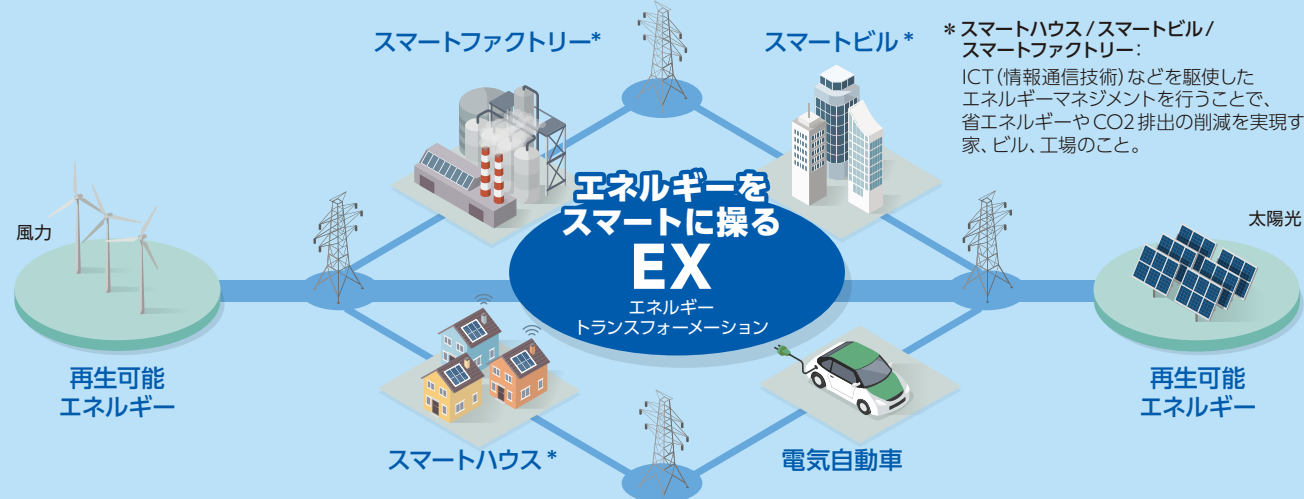 スマートファクトリー*
スマートビル*
＊スマートハウス/スマートビル/
スマートファクトリー：
ICT(情報通信技術)などを駆使した
エネルギーマネジメントを行うことで、
省エネルギーやCO2排出の削減を実現す
家、ビル、工場のこと。
風力
エネルギーを
スマートに操る
EX
エネルギー
トランスフォーメーション
太陽光
再生可能
エネルギー
再生可能
エネルギー
スマートハウス*
電気自動車